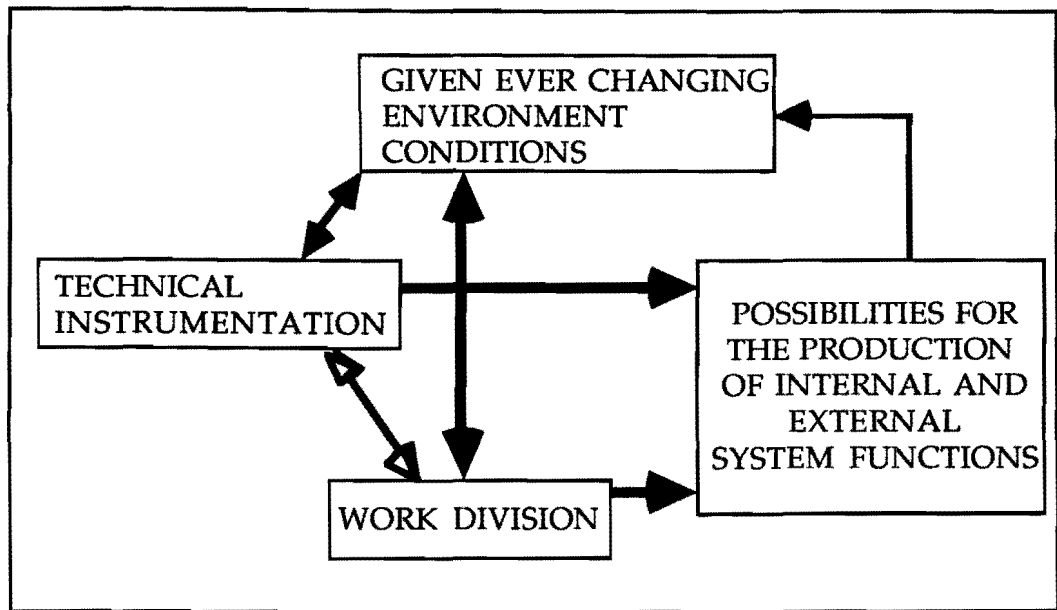 GIVEN EVER CHANGING
ENVIRONMENT
CONDITIONS
TECHNICAL
INSTRUMENTATION
POSSIBILITIES FOR
THE PRODUCTION
OF INTERNAL AND
EXTERNAL
SYSTEM FUNCTIONS
WORK DIVISION